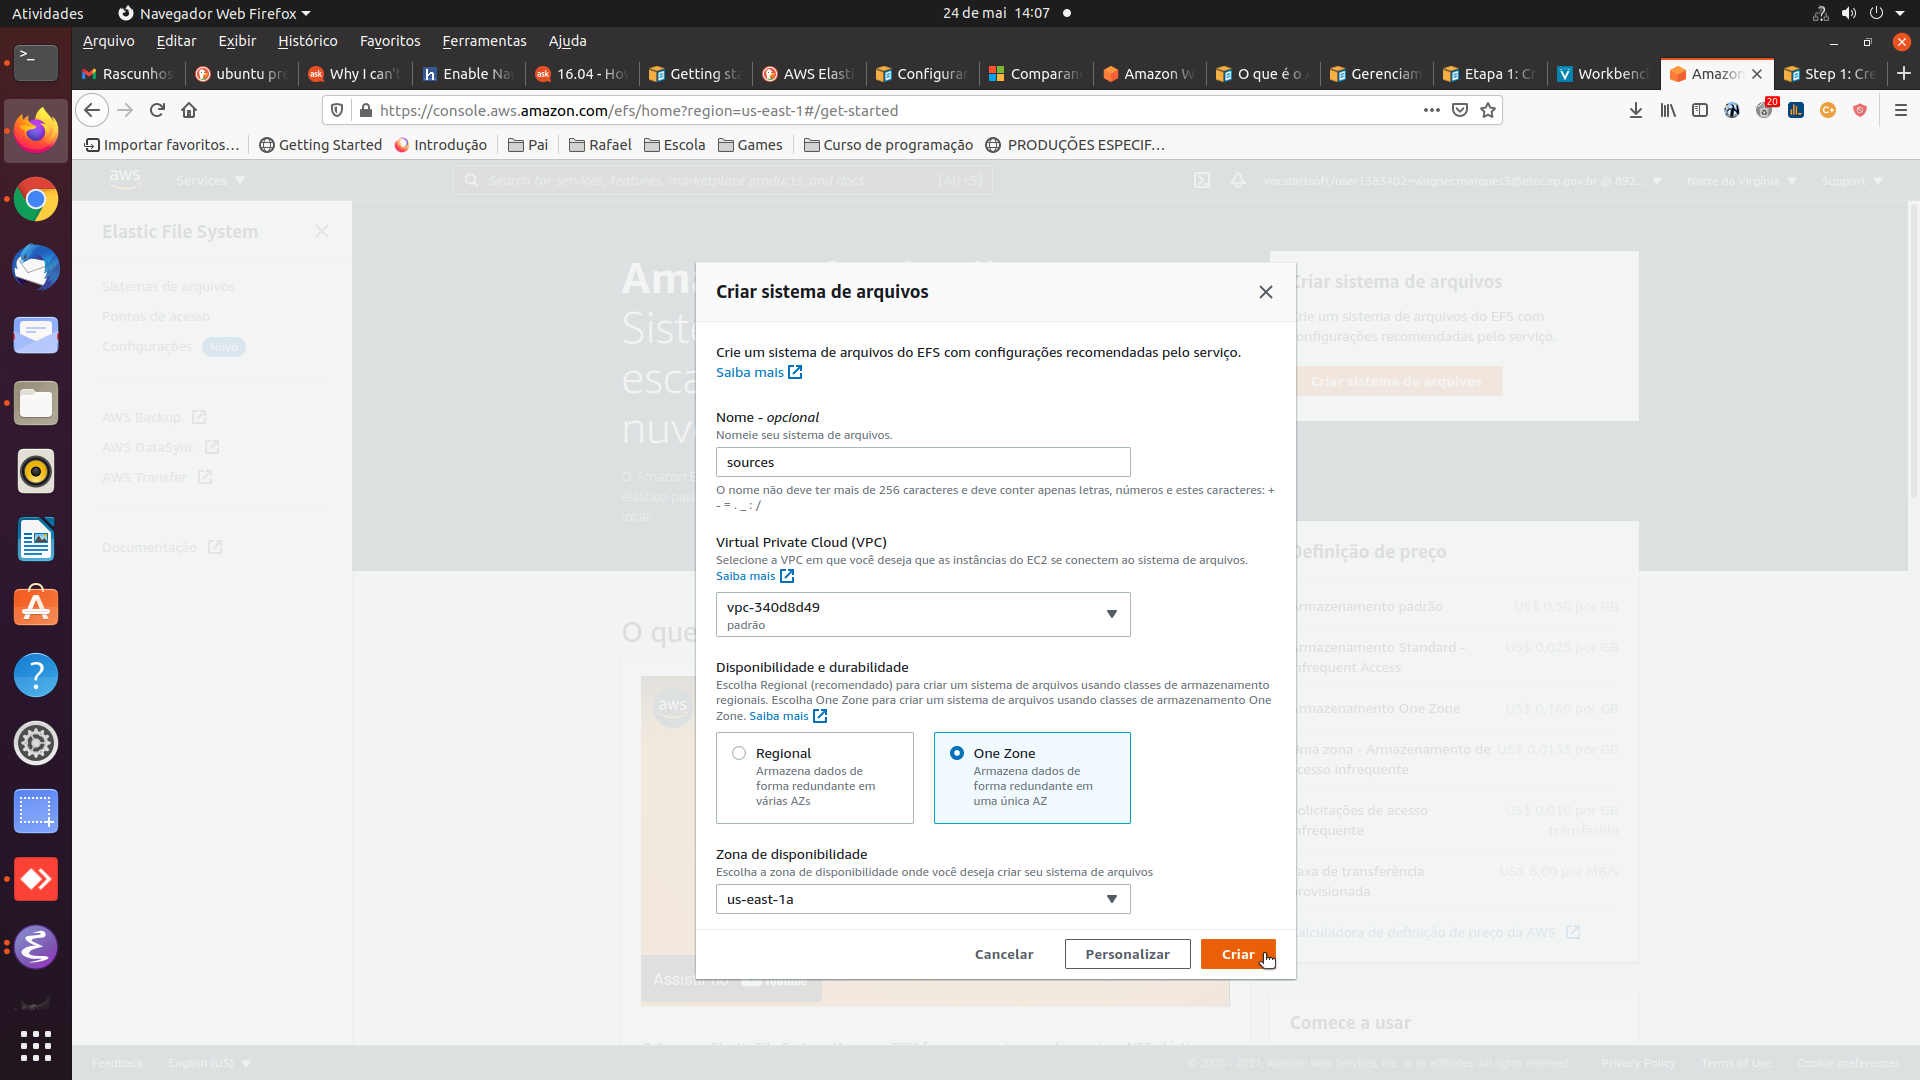 Atividades
Navegador Web Firefox
24 de mai 14:07
Arquivo
Editar
Exibir
Histórico
Favoritos
Ferramentas
Ajuda
Rascunhos
ubuntu pr
Why I can't
Enable Na
16.04 - Ho
Getting st
AWS Elasti
Configurar
Comparan
Amazon W
O que é o
Gerenciam
Etapa 1: Cr
Workbenc
Amazon
Step 1: Cre
https://console.aws.amazon.com/efs/home?region=us-east-1#/get-started
20
Importar favoritos...
Getting Started
Introdução
Pai
Rafael
Escola
Games
Curso de programação
PRODUÇÕES ESPECIF...
aws
Services
Search for services, features, marketplace products, and docs
[Alt+S]
vocstartsoft/user1383402=wagner.marques3@etec.sp.gov.br @ 892...
Norte da Virgínia
Support
Elastic File System
Sistemas de arquivos
Pontos de acesso
Configurações
Novo
AWS Backup
AWS DataSync
AWS Transfer
Documentação
Ama
Siste
esca
nuv
O Amazon E
elástico para
local.
O que
aws
Assistir no
YouTube
Criar sistema de arquivos
Crie um sistema de arquivos do EFS com configurações recomendadas pelo serviço.
Saiba mais
Nome - opcional
Nomeie seu sistema de arquivos.
sources
O nome não deve ter mais de 256 caracteres e deve conter apenas letras, números e estes caracteres: +
- = . _ : /
Virtual Private Cloud (VPC)
Selecione a VPC em que você deseja que as instâncias do EC2 se conectem ao sistema de arquivos.
Saiba mais
vpc-340d8d49
padrão
Disponibilidade e durabilidade
Escolha Regional (recomendado) para criar um sistema de arquivos usando classes de armazenamento
regionais. Escolha One Zone para criar um sistema de arquivos usando classes de armazenamento One
Zone. Saiba mais
Regional
Armazena dados de
forma redundante em
várias AZs
One Zone
Armazena dados de
forma redundante em
uma única AZ
Zona de disponibilidade
Escolha a zona de disponibilidade onde você deseja criar seu sistema de arquivos
us-east-1a
Cancelar
Personalizar
Criar
Criar sistema de arquivos
Crie um sistema de arquivos do EFS com
configurações recomendadas pelo serviço.
Criar sistema de arquivos
Definição de preço
Armazenamento padrão
US$ 0,30 por GB
Armazenamento Standard -
Infrequent Access
US$ 0,025 por GB
Armazenamento One Zone
US$ 0,160 por GB
Uma zona - Armazenamento de
acesso infrequente
US$ 0,0133 por GB
Solicitações de acesso
infrequente
US$ 0,010 por GB
transferido
Taxa de transferência
provisionada
US$ 6,00 por MB/s
Calculadora de definição de preço da AWS
Comece a usar
Feedback
English (US)
© 2008 - 2021, Amazon Web Services, Inc. or its affiliates. All rights reserved.
Privacy Policy
Terms of Use
Cookie preferences